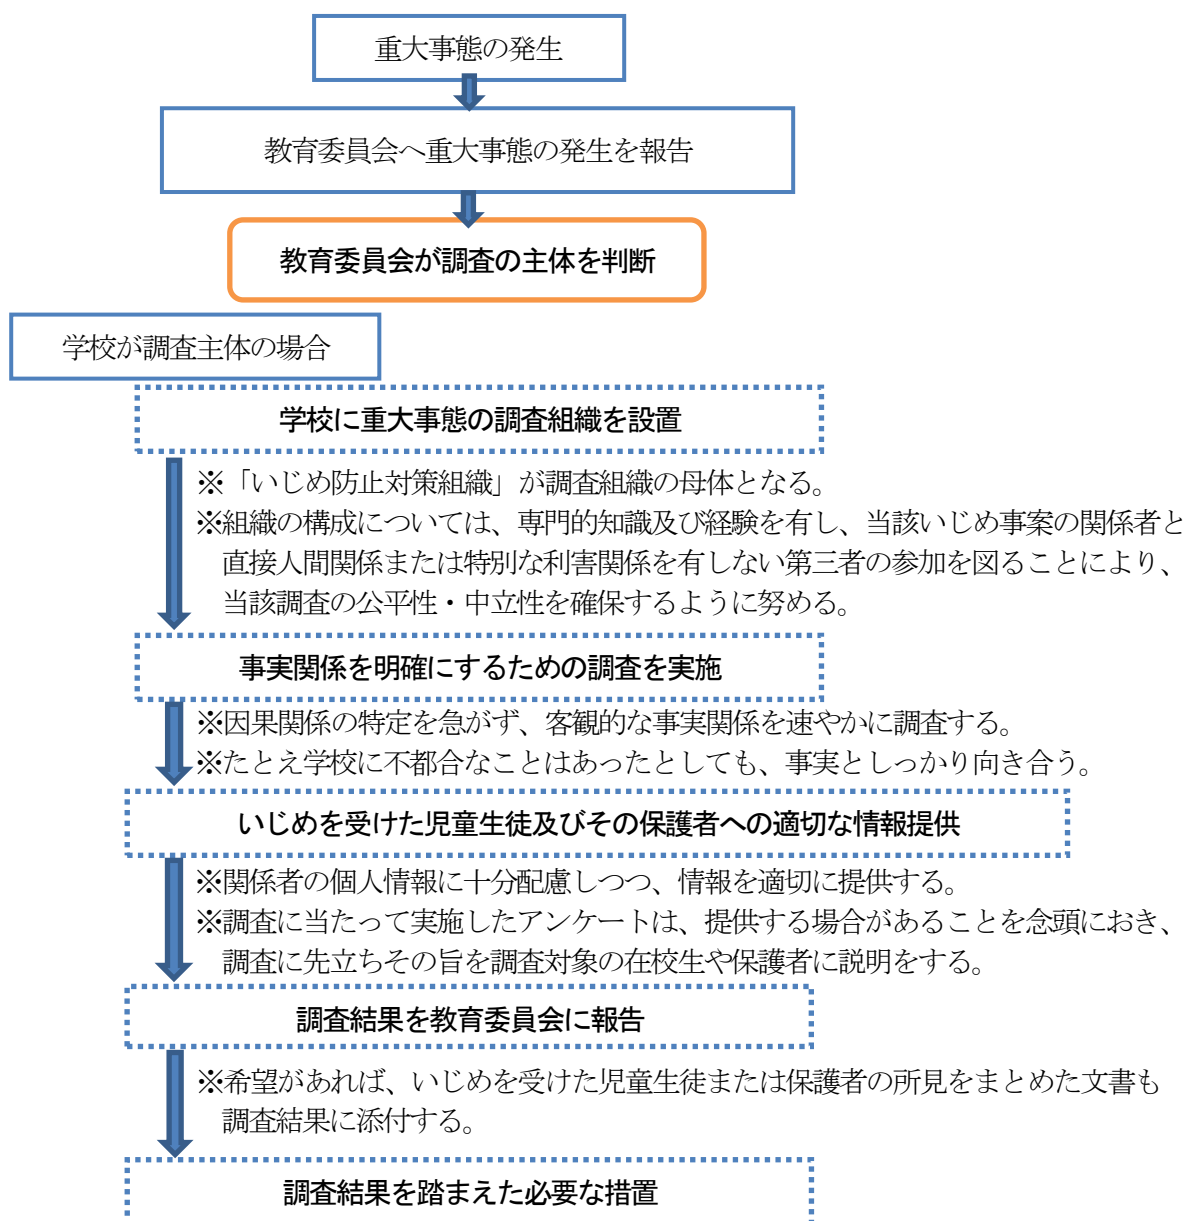 重大事態の発生
教育委員会へ重大事態の発生を報告
教育委員会が調査の主体を判断
学校が調査主体の場合
学校に重大事態の調査組織を設置
※「いじめ防止対策組織」が調査組織の母体となる。
※組織の構成については、専門的知識及び経験を有し、当該いじめ事案の関係者と
直接人間関係または特別な利害関係を有しない第三者の参加を図ることにより、
当該調査の公平性・中立性を確保するように努める。
事実関係を明確にするための調査を実施
※因果関係の特定を急がず、客観的な事実関係を速やかに調査する。
※たとえ学校に不都合なことはあったとしても、事実としっかり向き合う。
いじめを受けた児童生徒及びその保護者への適切な情報提供
※関係者の個人情報に十分配慮しつつ、情報を適切に提供する。
※調査に当たって実施したアンケートは、提供する場合があることを念頭におき、
調査に先立ちその旨を調査対象の在校生や保護者に説明をする。
調査結果を教育委員会に報告
※希望があれば、いじめを受けた児童生徒または保護者の所見をまとめた文書も
調査結果に添付する。
調査結果を踏まえた必要な措置